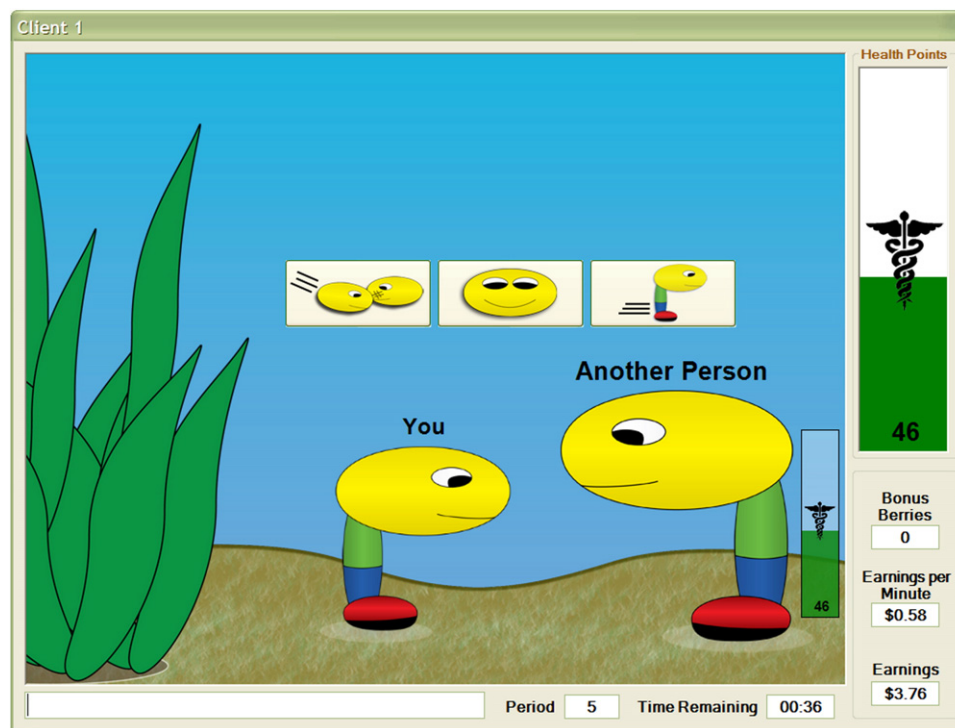 Client 1
Health Points
46
Another Person
You
46
Bonus
Berries
0
Earnings per
Minute
$0.58
Earnings
$3.76
Period 5 Time Remaining 00:36